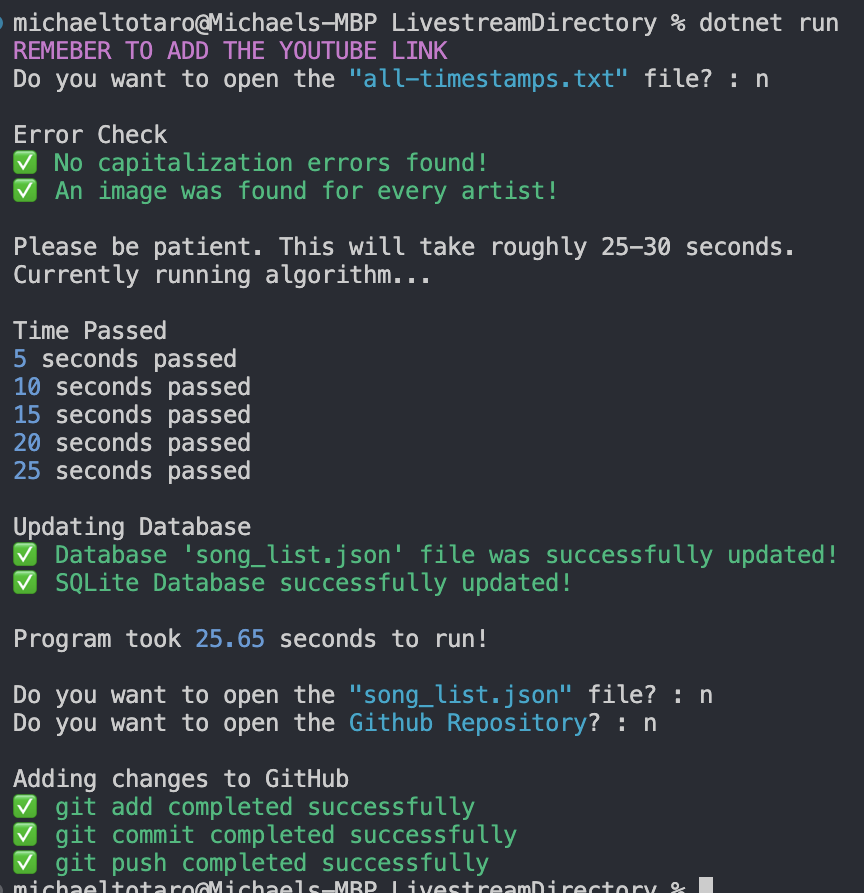 michaeltotaro@Michaels-MBP LivestreamDirectory % dotnet run
REMEBER TO ADD THE YOUTUBE LINK
Do you want to open the "all-timestamps.txt" file? : n
Error Check
✅ No capitalization errors found!
✅ An image was found for every artist!
Please be patient. This will take roughly 25-30 seconds.
Currently running algorithm...
Time Passed
5 seconds passed
10 seconds passed
15 seconds passed
20 seconds passed
25 seconds passed
Updating Database
✅ Database 'song_list.json' file was successfully updated!
✅ SQLite Database successfully updated!
Program took 25.65 seconds to run!
Do you want to open the "song_list.json" file? : n
Do you want to open the Github Repository? : n
Adding changes to GitHub
✅ git add completed successfully
✅ git commit completed successfully
✅ git push completed successfully
michaeltotaro@Michaels-MBP LivestreamDirectory %